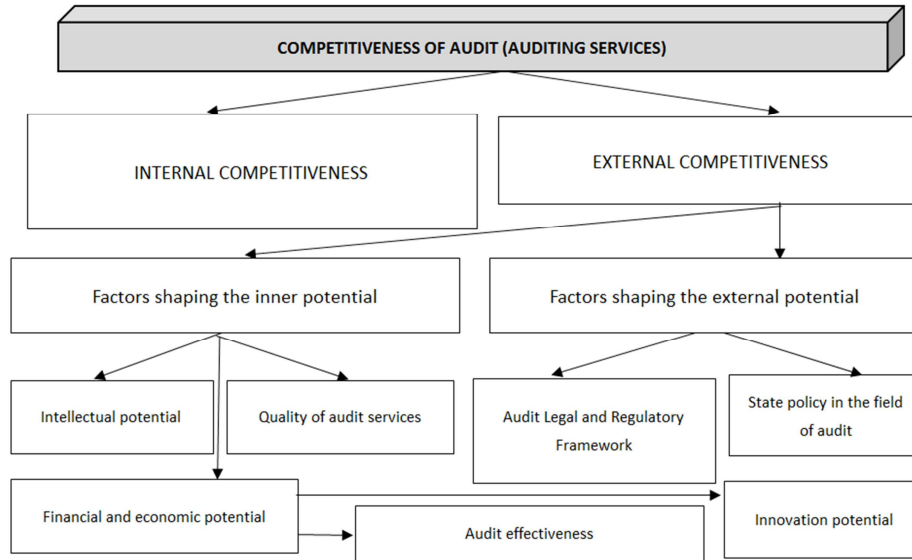 COMPETITIVENESS OF AUDIT (AUDITING SERVICES)
INTERNAL COMPETITIVENESS
EXTERNAL COMPETITIVENESS
Factors shaping the inner potential
Factors shaping the external potential
Intellectual potential
Quality of audit services
Audit Legal and Regulatory
Framework
State policy in the field
of audit
Financial and economic potential
Audit effectiveness
Innovation potential